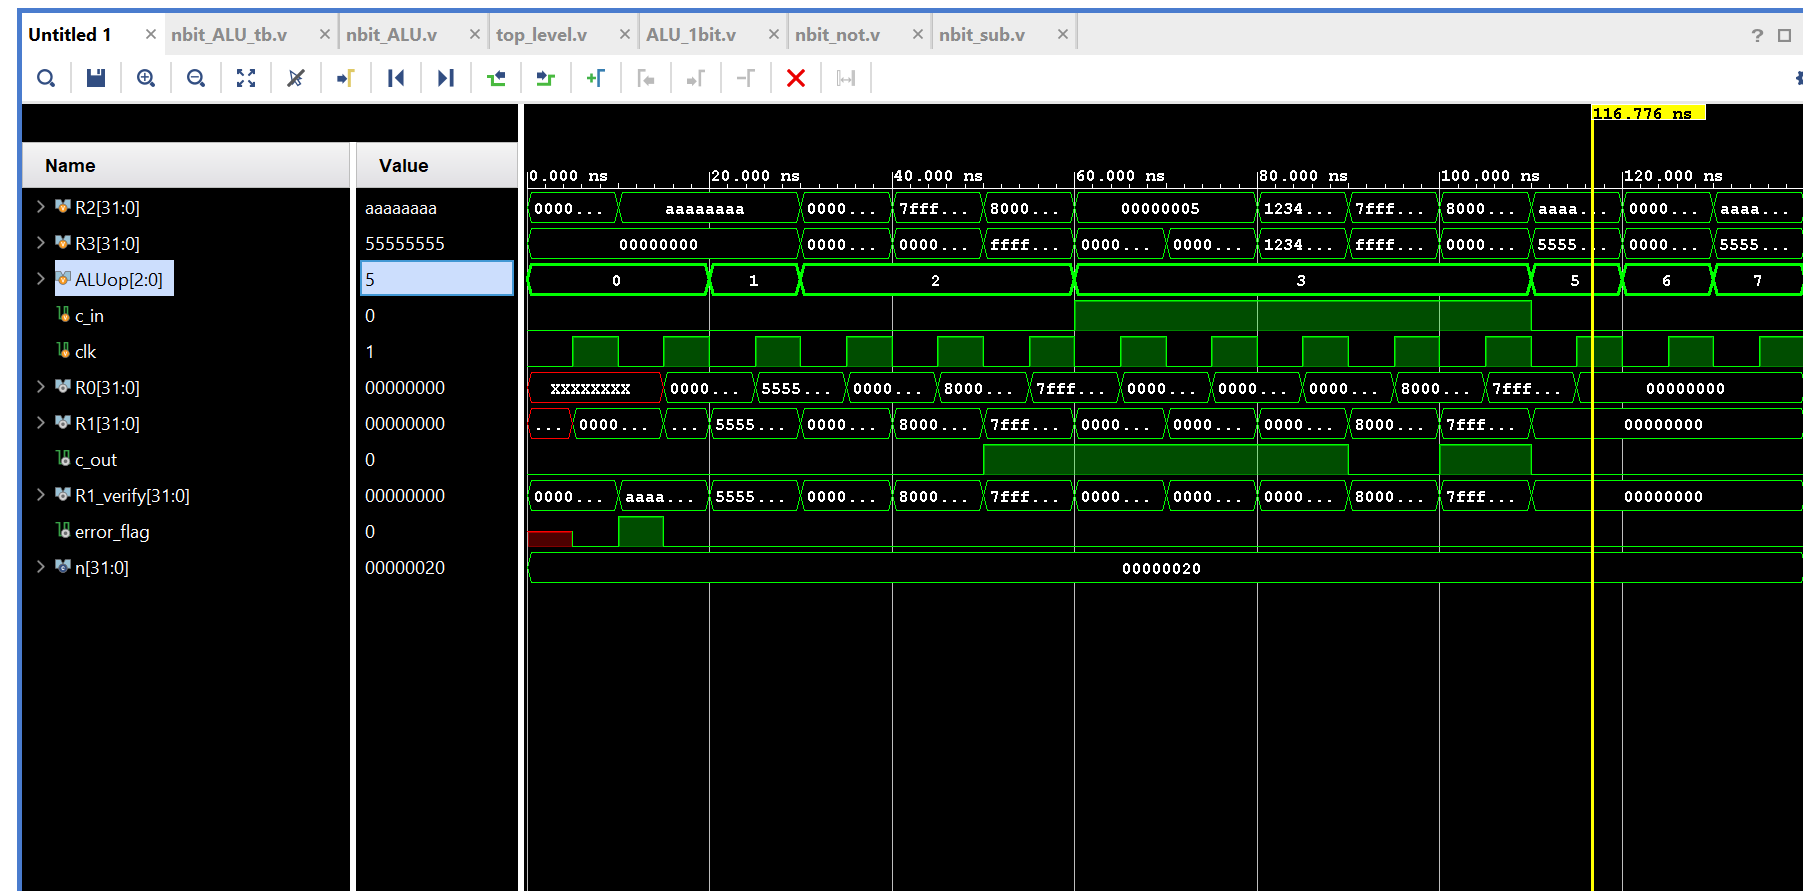 Untitled 1 × nbit_ALU_tb.v × nbit_ALU.v × top_level.v × ALU_1bit.v × nbit_not.v × nbit_sub.v × ?
116.776 ns
Name Value
0.000 ns 20.000 ns 40.000 ns 60.000 ns 80.000 ns 100.000 ns 120.000 ns
R2[31:0] aaaaaaaa 0000... aaaaaaaa 0000... 7fff... 8000... 00000005 1234... 7fff... 8000... aaaa... 0000... aaaa...
R3[31:0] 55555555 00000000 0000... 0000... ffff... 0000... 0000... 1234... ffff... 0000... 5555... 0000... 5555...
ALUop[2:0] 5 0 1 2 3 5 6 7
c_in 0
clk 1
R0[31:0] 00000000 XXXXXXXX 0000... 5555... 0000... 8000... 7fff... 0000... 0000... 0000... 8000... 7fff... 00000000
R1[31:0] 00000000 ... 0000... ... 5555... 0000... 8000... 7fff... 0000... 0000... 0000... 8000... 7fff... 00000000
c_out 0
R1_verify[31:0] 00000000 0000... aaaa... 5555... 0000... 8000... 7fff... 0000... 0000... 0000... 8000... 7fff... 00000000
error_flag 0
n[31:0] 00000020 00000020